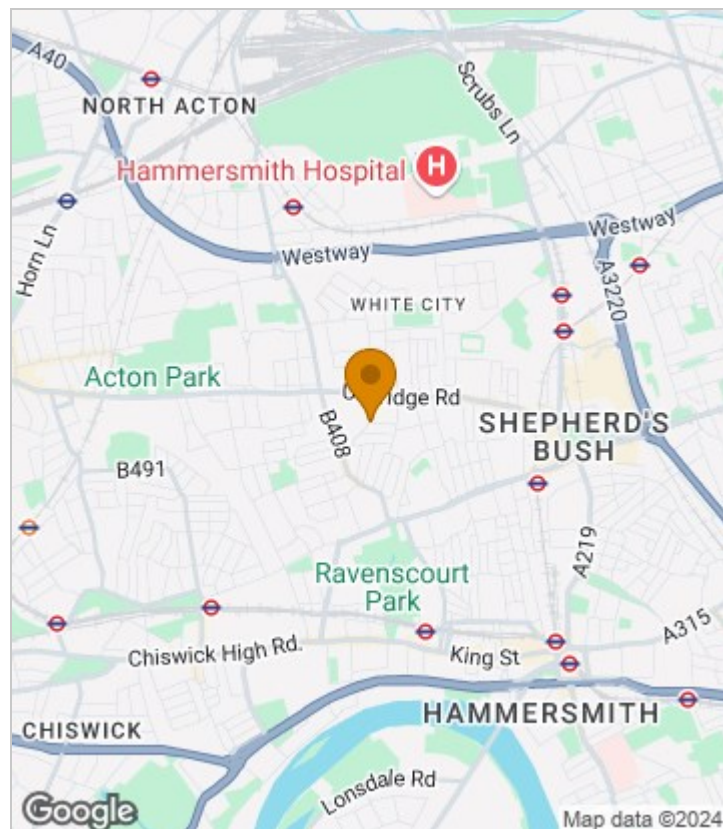 A40
NORTH ACTON
Scrubs Ln
Hammersmith Hospital
H
Horn Ln
Westway
Westway
A3220
WHITE CITY
Acton Park
idge Rd
B408
SHEPHERD'S
BUSH
B491
A219
Ravenscourt
Park
A315
Chiswick High Rd.
King St
CHISWICK
HAMMERSMITH
Lonsdale Rd
Google
Map data ©2024